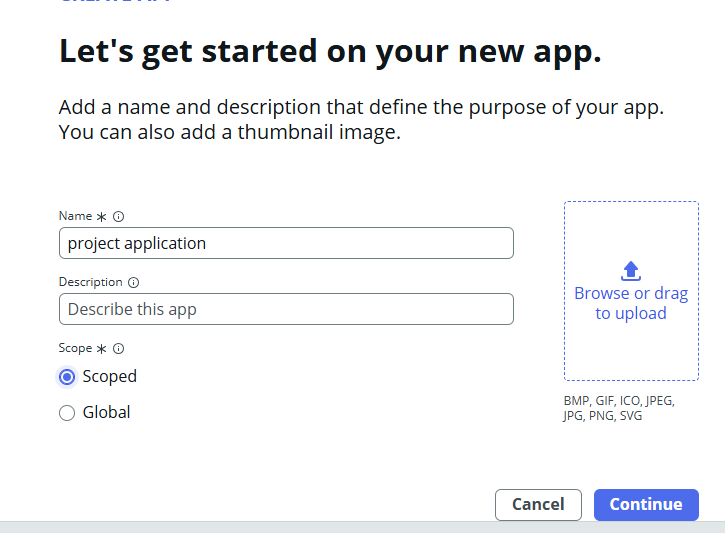 Let's get started on your new app.
Add a name and description that define the purpose of your app.
You can also add a thumbnail image.
Name *
project application
Description
Describe this app
Scope *
Scoped
Global
Browse or drag
to upload
BMP, GIF, ICO, JPEG,
JPG, PNG, SVG
Cancel
Continue